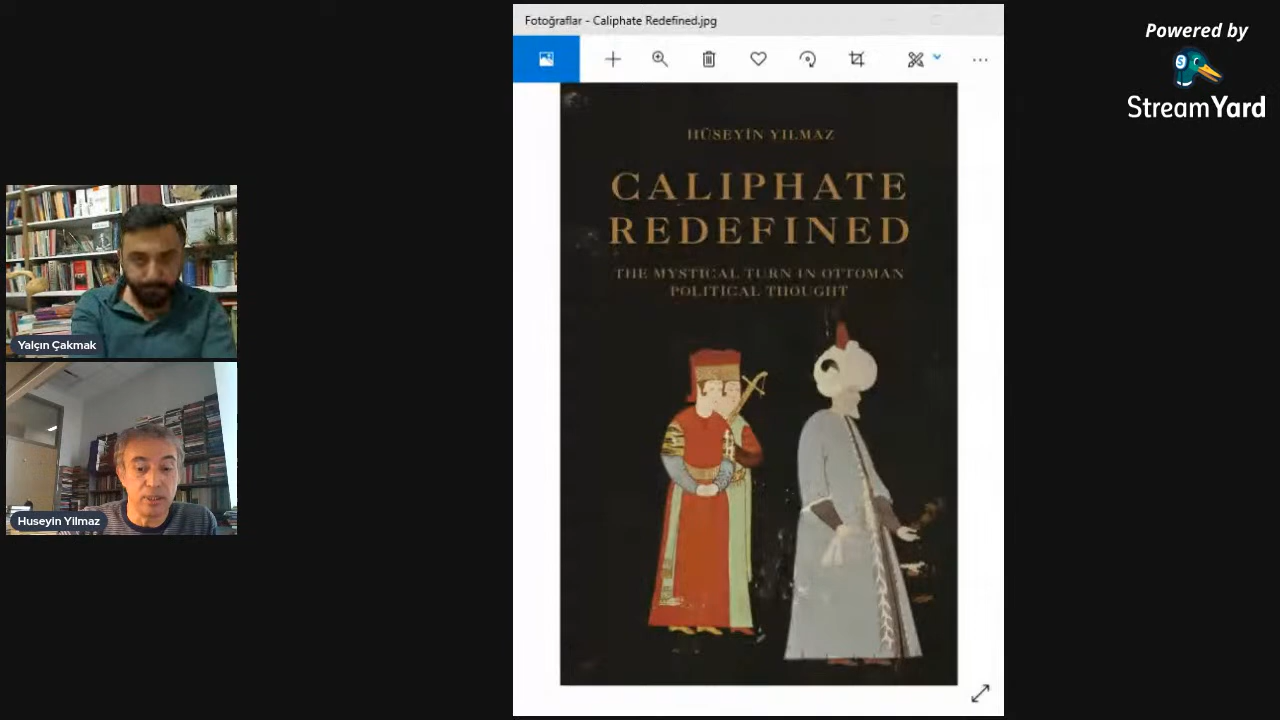 Fotoğraflar - Caliphate Redefined.jpg
Powered by
StreamYard
HÜSEYİN YILMAZ
CALIPHATE
REDEFINED
THE MYSTICAL TURN IN OTTOMAN
POLITICAL THOUGHT
Yalçın Çakmak
Huseyin Yilmaz